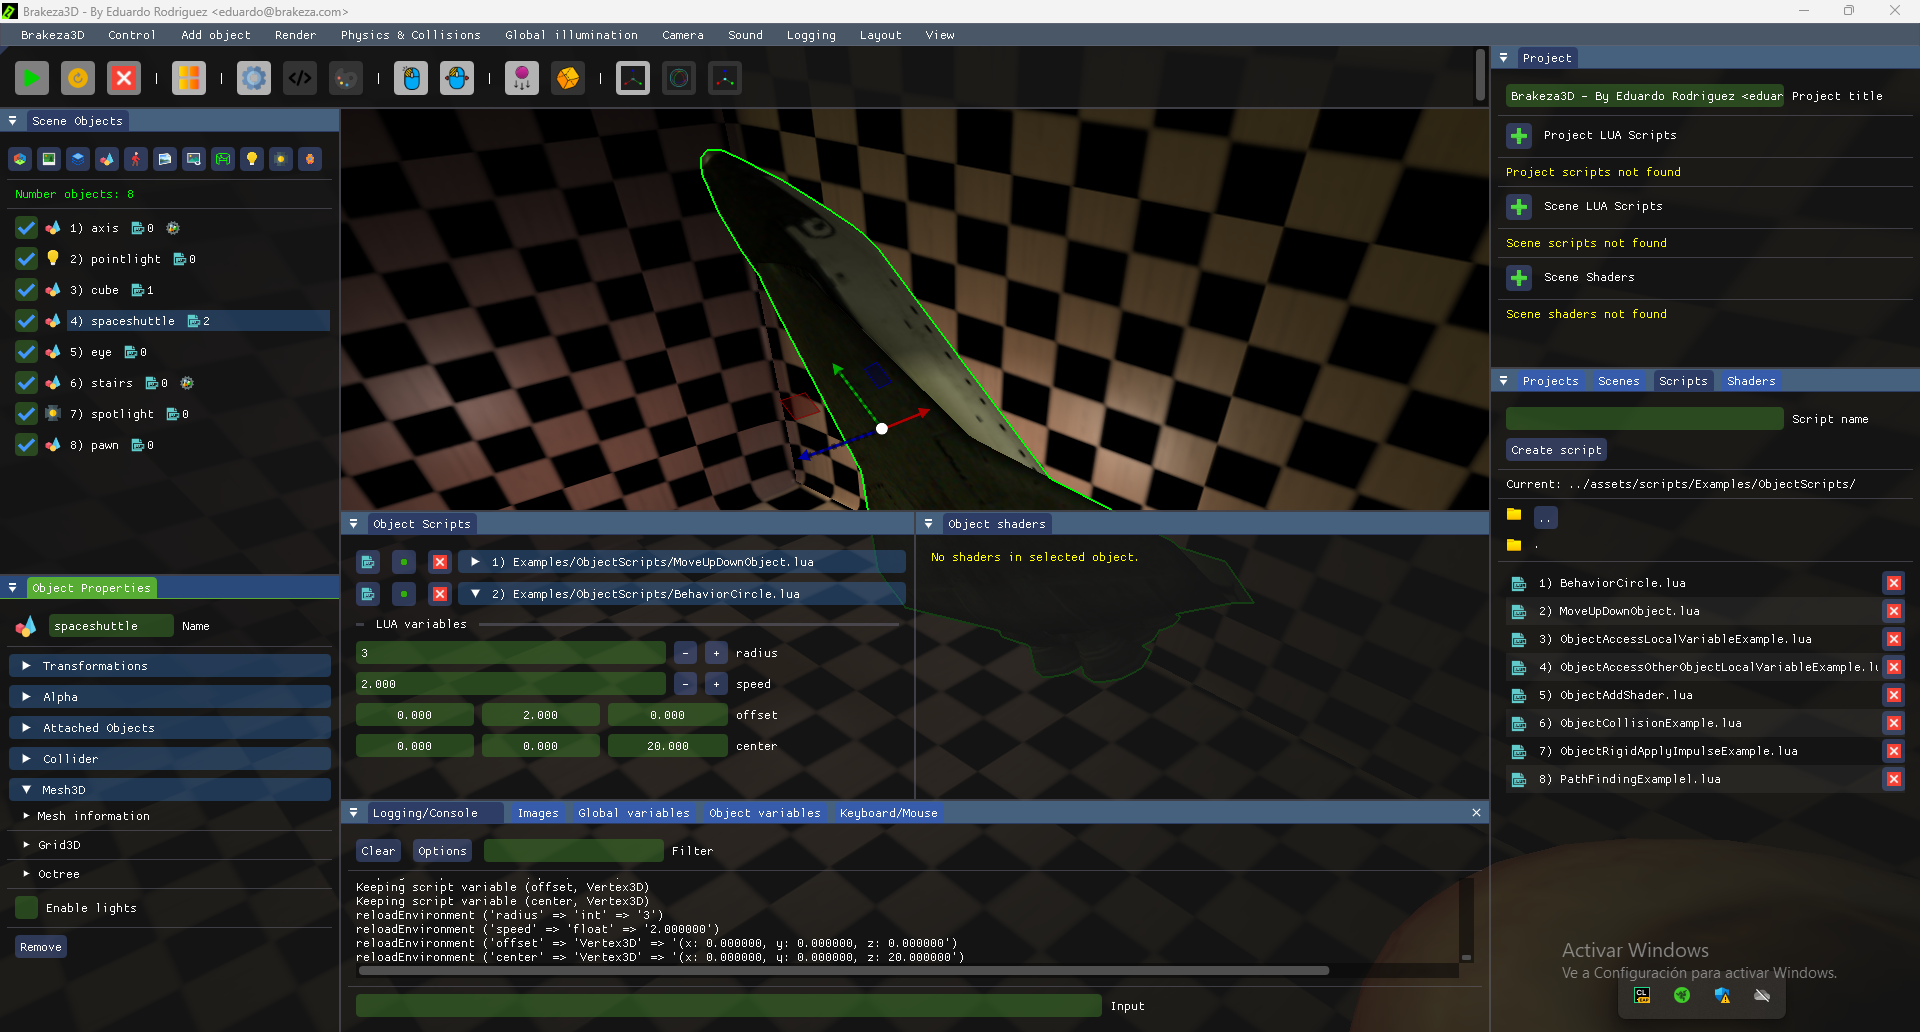 Brakeza3D - By Eduardo Rodriguez <eduardo@brakeza.com>
Brakeza3D Control Add object Render Physics & Collisions Global illumination Camera Sound Logging Layout View
Scene Objects
Number objects: 8
1) axis 0
2) pointlight 0
3) cube 1
4) spaceshuttle 2
5) eye 0
6) stairs 0
7) spotlight 0
8) pawn 0
Object Properties
spaceshuttle Name
Transformations
Alpha
Attached Objects
Collider
Mesh3D
Mesh information
Grid3D
Octree
Enable lights
Remove
Object Scripts
1) Examples/ObjectScripts/MoveUpDownObject.lua
2) Examples/ObjectScripts/BehaviorCircle.lua
LUA variables
3 - + radius
2.000 - + speed
0.000 2.000 0.000 offset
0.000 0.000 20.000 center
Object shaders
No shaders in selected object.
Logging/Console Images Global variables Object variables Keyboard/Mouse
Clear Options Filter
Keeping script variable (offset, Vertex3D)
Keeping script variable (center, Vertex3D)
reloadEnvironment ('radius' => 'int' => '3')
reloadEnvironment ('speed' => 'float' => '2.000000')
reloadEnvironment ('offset' => 'Vertex3D' => '(x: 0.000000, y: 0.000000, z: 0.000000')
reloadEnvironment ('center' => 'Vertex3D' => '(x: 0.000000, y: 0.000000, z: 20.000000')
Input
Project
Brakeza3D - By Eduardo Rodriguez <eduar Project title
Project LUA Scripts
Project scripts not found
Scene LUA Scripts
Scene scripts not found
Scene Shaders
Scene shaders not found
Projects Scenes Scripts Shaders
Script name
Create script
Current: ../assets/scripts/Examples/ObjectScripts/
..
.
1) BehaviorCircle.lua
2) MoveUpDownObject.lua
3) ObjectAccessLocalVariableExample.lua
4) ObjectAccessOtherObjectLocalVariableExample.lu
5) ObjectAddShader.lua
6) ObjectCollisionExample.lua
7) ObjectRigidApplyImpulseExample.lua
8) PathFindingExample1.lua
Activar Windows
Ve a Configuración para activar Windows.
CL